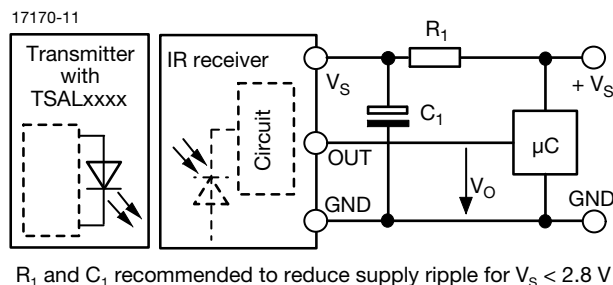 17170-11
Transmitter
with
TSALxxxx
IR receiver
Circuit
VS
OUT
GND
R1
C1
VO
+ VS
µC
GND
R1 and C1 recommended to reduce supply ripple for VS < 2.8 V